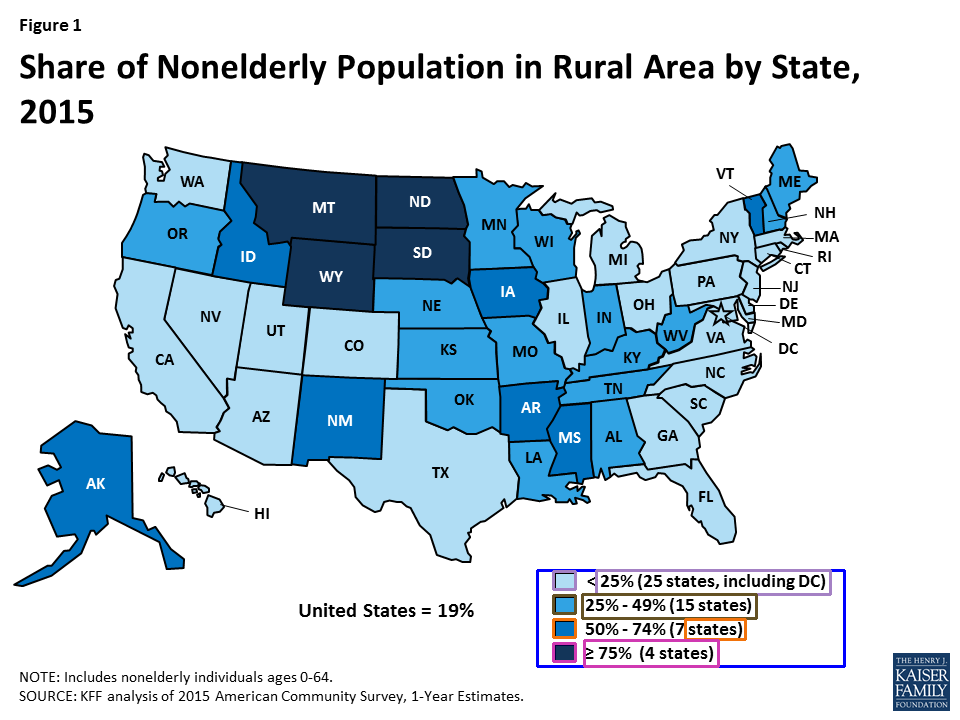 Figure 1
Share of Nonelderly Population in Rural Area by State,
2015
WA
MT
ND
MN
VT
ME
OR
ID
SD
WI
NY
NH
MA
MI
RI
CT
WY
IA
PA
NJ
NE
OH
DE
NV
IL
IN
MD
UT
CO
KS
MO
WV
VA
DC
CA
KY
NC
AZ
NM
OK
AR
TN
SC
MS
AL
GA
TX
LA
AK
HI
FL
< 25% (25 states, including DC)
25% - 49% (15 states)
50% - 74% (7 states)
≥ 75% (4 states)
United States = 19%
NOTE: Includes nonelderly individuals ages 0-64.
SOURCE: KFF analysis of 2015 American Community Survey, 1-Year Estimates.
THE HENRY J.
KAISER
FAMILY
FOUNDATION